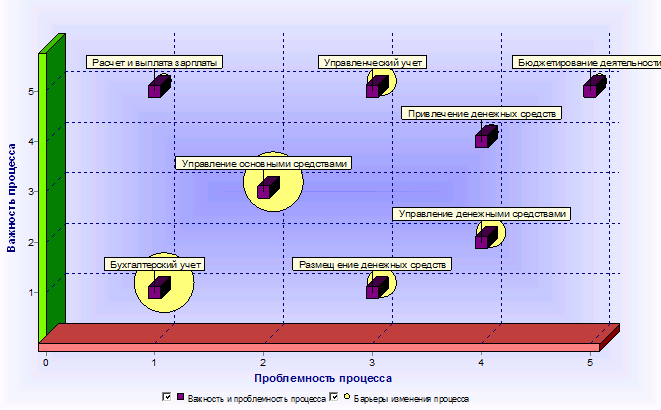 Расчет и выплата зарплаты
Управленческий учет
Бюджетирование деятельности
Привлечение денежных средств
Управление основными средствами
Управление денежными средствами
Бухгалтерский учет
Размещение денежных средств
Важность процесса
5
4
3
2
1
0 1 2 3 4 5
Проблемность процесса
Важность и проблемность процесса Барьеры изменения процесса